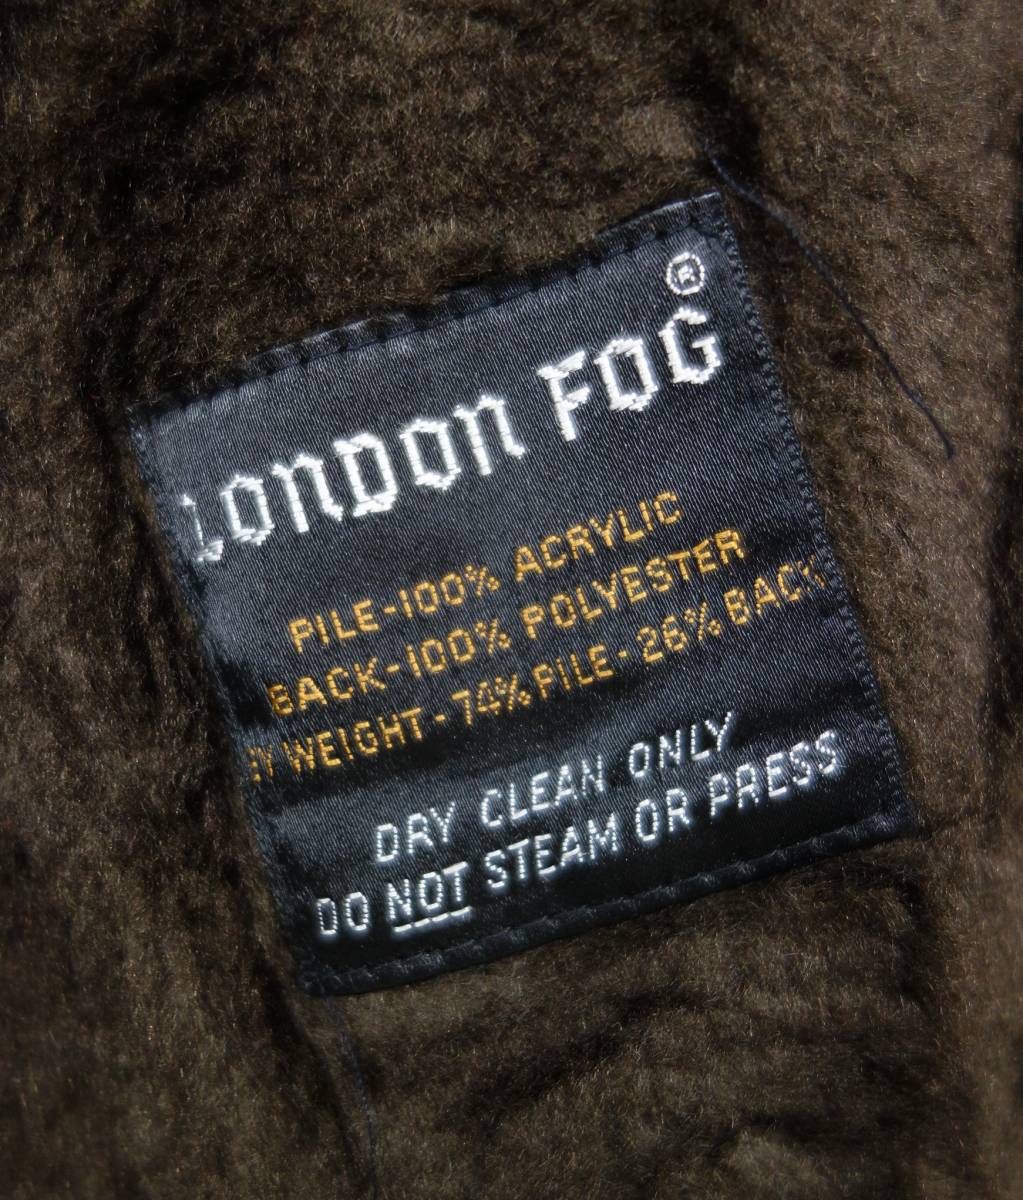 ®
LONDON FOG
PILE-100% ACRYLIC
BACK-100% POLYESTER
BY WEIGHT - 74% PILE - 26% BACK
DRY CLEAN ONLY
DO NOT STEAM OR PRESS